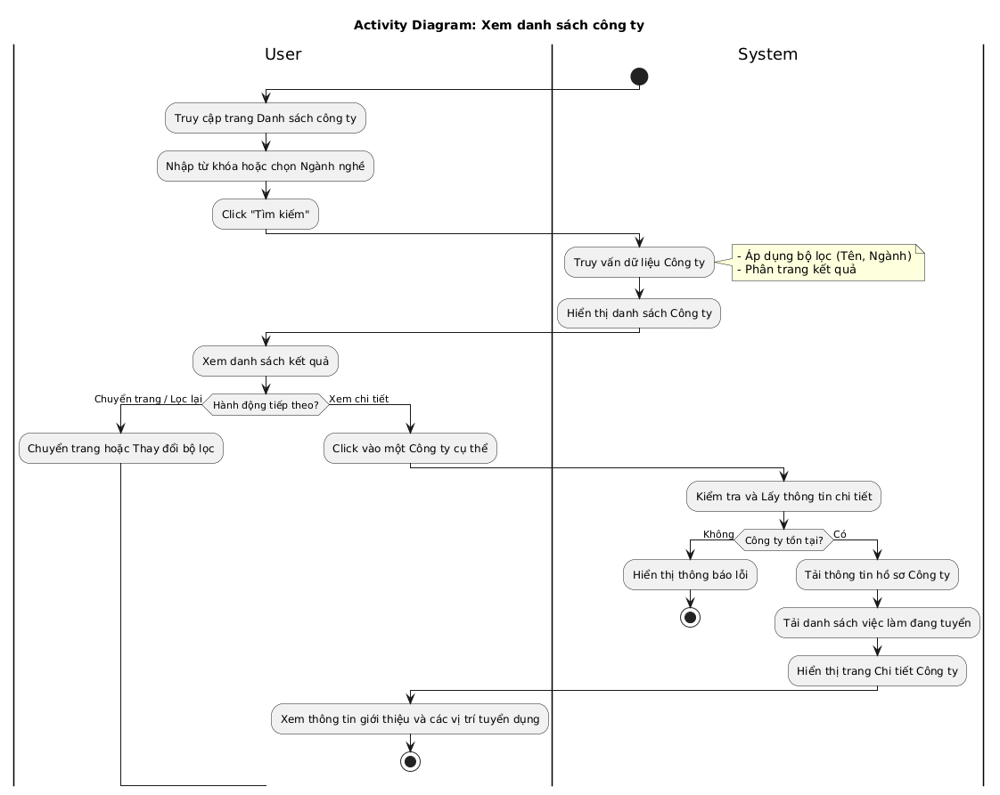 Activity Diagram: Xem danh sách công ty
User
System
Truy cập trang Danh sách công ty
Nhập từ khóa hoặc chọn Ngành nghề
Click "Tìm kiếm"
Truy vấn dữ liệu Công ty
- Áp dụng bộ lọc (Tên, Ngành)
- Phân trang kết quả
Hiển thị danh sách Công ty
Xem danh sách kết quả
Chuyển trang / Lọc lại
Hành động tiếp theo?
Xem chi tiết
Chuyển trang hoặc Thay đổi bộ lọc
Click vào một Công ty cụ thể
Kiểm tra và Lấy thông tin chi tiết
Không
Công ty tồn tại?
Có
Hiển thị thông báo lỗi
Tải thông tin hồ sơ Công ty
Tải danh sách việc làm đang tuyển
Hiển thị trang Chi tiết Công ty
Xem thông tin giới thiệu và các vị trí tuyển dụng